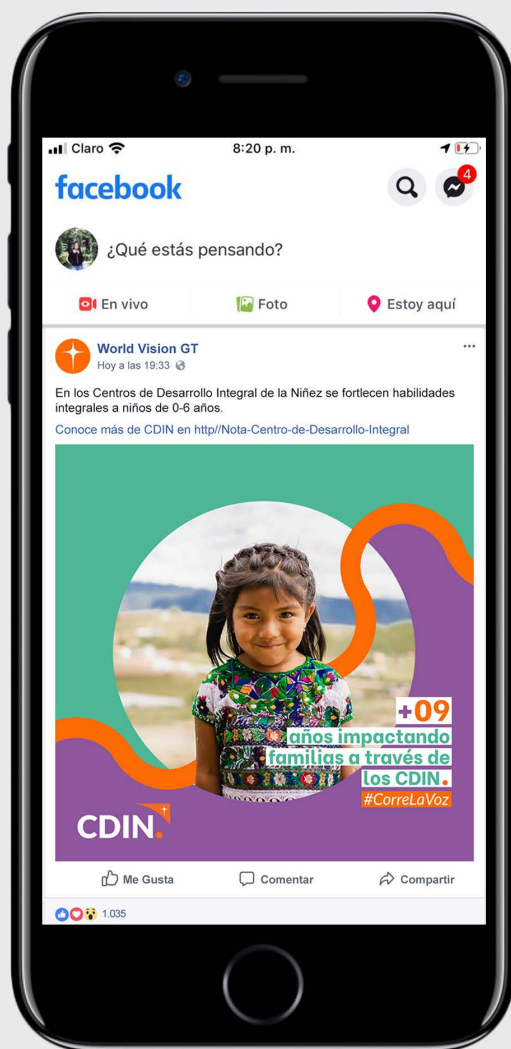 Claro
8:20 p. m.
facebook
4
¿Qué estás pensando?
En vivo
Foto
Estoy aquí
World Vision GT
Hoy a las 19:33
En los Centros de Desarrollo Integral de la Niñez se fortlecen habilidades
integrales a niños de 0-6 años.
Conoce más de CDIN en http//Nota-Centro-de-Desarrollo-Integral
+09
años impactando
familias a través de
los CDIN.
#CorreLaVoz
CDIN.
Me Gusta
Comentar
Compartir
1.035